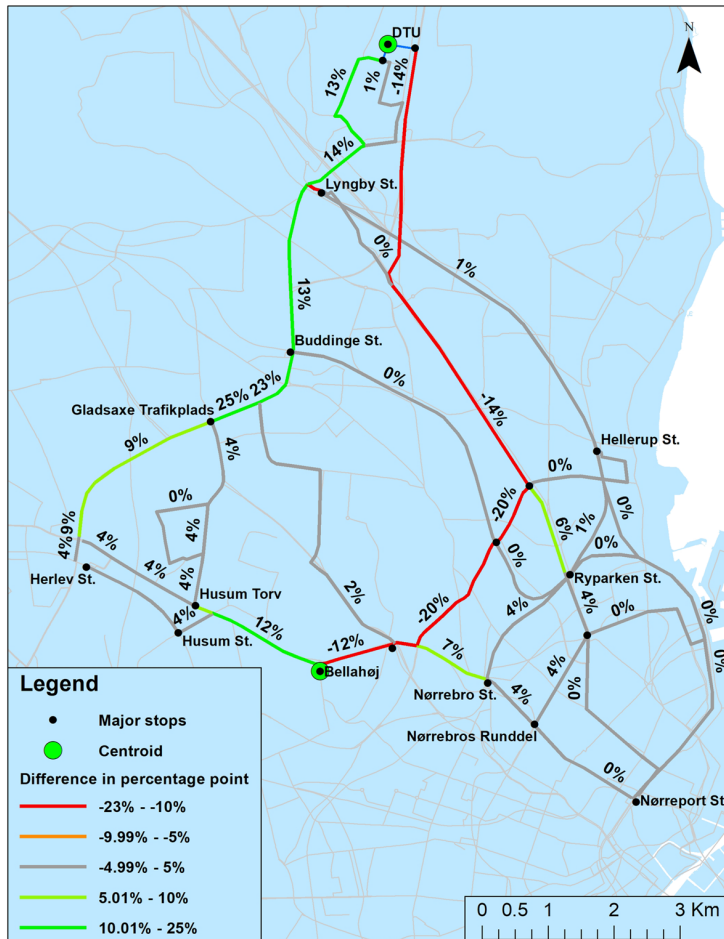 DTU
N
13%
1%
-14%
14%
Lyngby St.
0%
1%
13%
Buddinge St.
0%
25%
23%
Gladsaxe Trafikplads
-14%
9%
4%
Hellerup St.
0%
0%
-20%
9%
4%
4%
4%
6%
1%
0%
0%
0%
4%
4%
Herlev St.
Husum Torv
2%
Ryparken St.
4%
-20%
4%
4%
0%
0%
Husum St.
12%
-12%
7%
4%
0%
0%
Bellahøj
Nørrebro St.
4%
Nørrebros Runddel
0%
Nørreport St
Legend
Major stops
Centroid
Difference in percentage point
-23% - -10%
-9.99% - -5%
-4.99% - 5%
5.01% - 10%
10.01% - 25%
0 0.5 1 2 3 Km